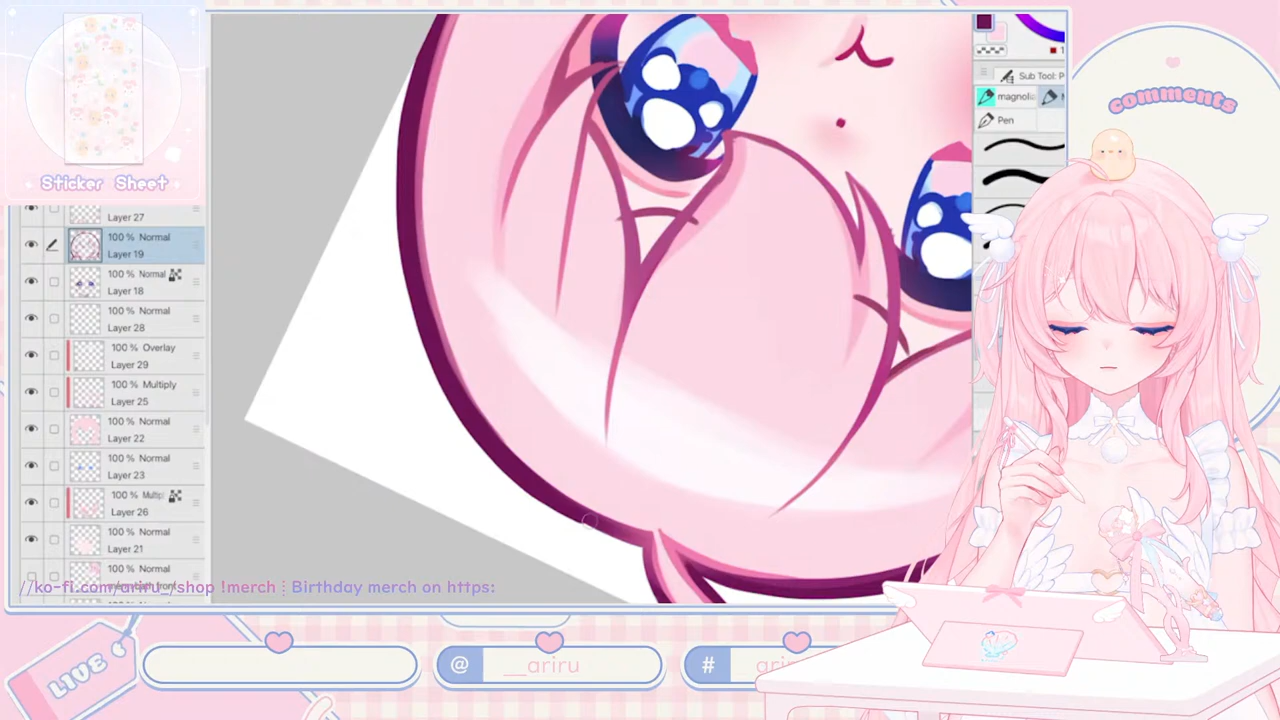 Sticker Sheet
Layer 27
100 % Normal
Layer 19
100 % Normal
Layer 18
100 % Normal
Layer 28
100 % Overlay
Layer 29
100 % Multiply
Layer 25
100 % Normal
Layer 22
100 % Normal
Layer 23
100 % Multipl
Layer 26
100 % Normal
Layer 21
100 % Normal
//ko-fi.com/ariru_/shop !merch ⋮ Birthday merch on https:
Sub Tool: P
magnolia
Pen
comments
LIVE
@ __ariru
#